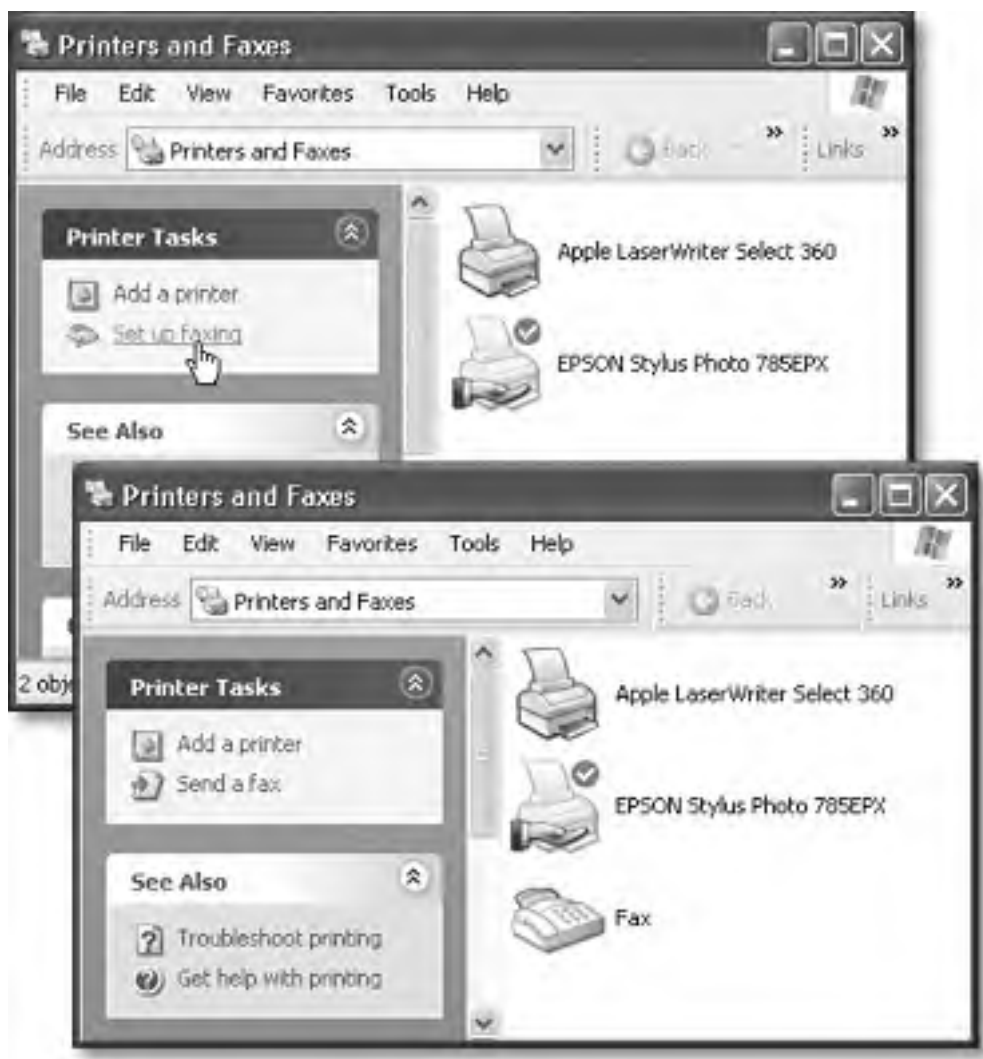 Printers and Faxes
File Edit View Favorites Tools Help
Address Printers and Faxes Back Links
Printer Tasks
Add a printer
Set up faxing
See Also
Apple LaserWriter Select 360
EPSON Stylus Photo 785EPX
2 obje
Printers and Faxes
File Edit View Favorites Tools Help
Address Printers and Faxes Back Links
Printer Tasks
Add a printer
Send a fax
See Also
Troubleshoot printing
Get help with printing
Apple LaserWriter Select 360
EPSON Stylus Photo 785EPX
Fax